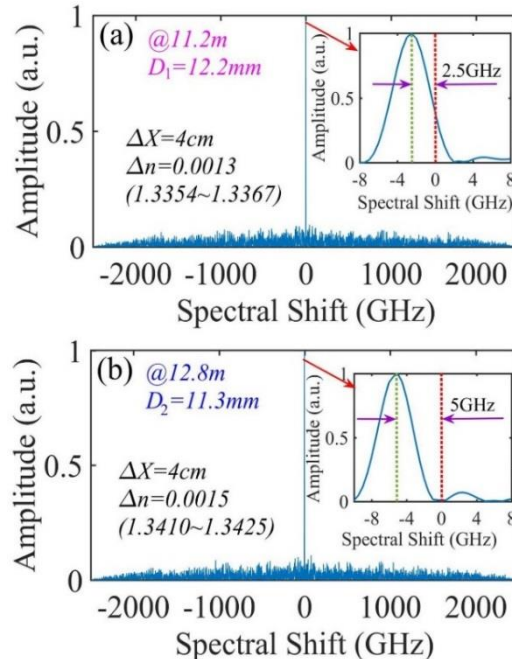 (a)
@11.2m
D₁=12.2mm
ΔX=4cm
Δn=0.0013
(1.3354~1.3367)
Amplitude (a.u.)
1
0.5
0
-2000 -1000 0 1000 2000
Spectral Shift (GHz)
2.5GHz
Amplitude (a.u.)
1
0.5
0
-8 -4 0 4 8
Spectral Shift (GHz)
(b)
@12.8m
D₂=11.3mm
ΔX=4cm
Δn=0.0015
(1.3410~1.3425)
Amplitude (a.u.)
1
0.5
0
-2000 -1000 0 1000 2000
Spectral Shift (GHz)
5GHz
Amplitude (a.u.)
1
0.5
0
-8 -4 0 4 8
Spectral Shift (GHz)